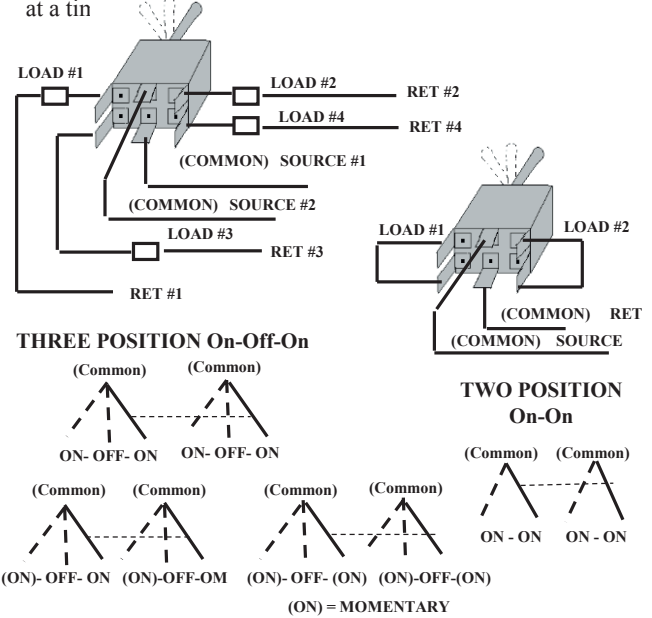 at a tin
LOAD #1
LOAD #2
RET #2
LOAD #4
RET #4
(COMMON) SOURCE #1
(COMMON) SOURCE #2
LOAD #3
RET #3
RET #1
LOAD #1
LOAD #2
(COMMON) RET
(COMMON) SOURCE
THREE POSITION On-Off-On
(Common) (Common)
ON- OFF- ON ON- OFF- ON
TWO POSITION
On-On
(Common) (Common)
ON - ON ON - ON
(Common) (Common) (Common) (Common)
(ON)- OFF- ON (ON)-OFF-OM (ON)- OFF- (ON) (ON)-OFF-(ON)
(ON) = MOMENTARY